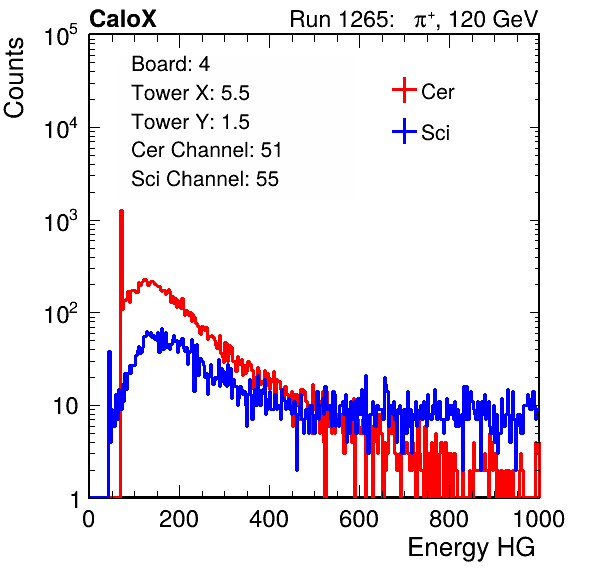 CaloX Run 1265: π⁺, 120 GeV
Counts
10⁵
10⁴
10³
10²
10
1
Board: 4
Tower X: 5.5
Tower Y: 1.5
Cer Channel: 51
Sci Channel: 55
Cer
Sci
0 200 400 600 800 1000
Energy HG